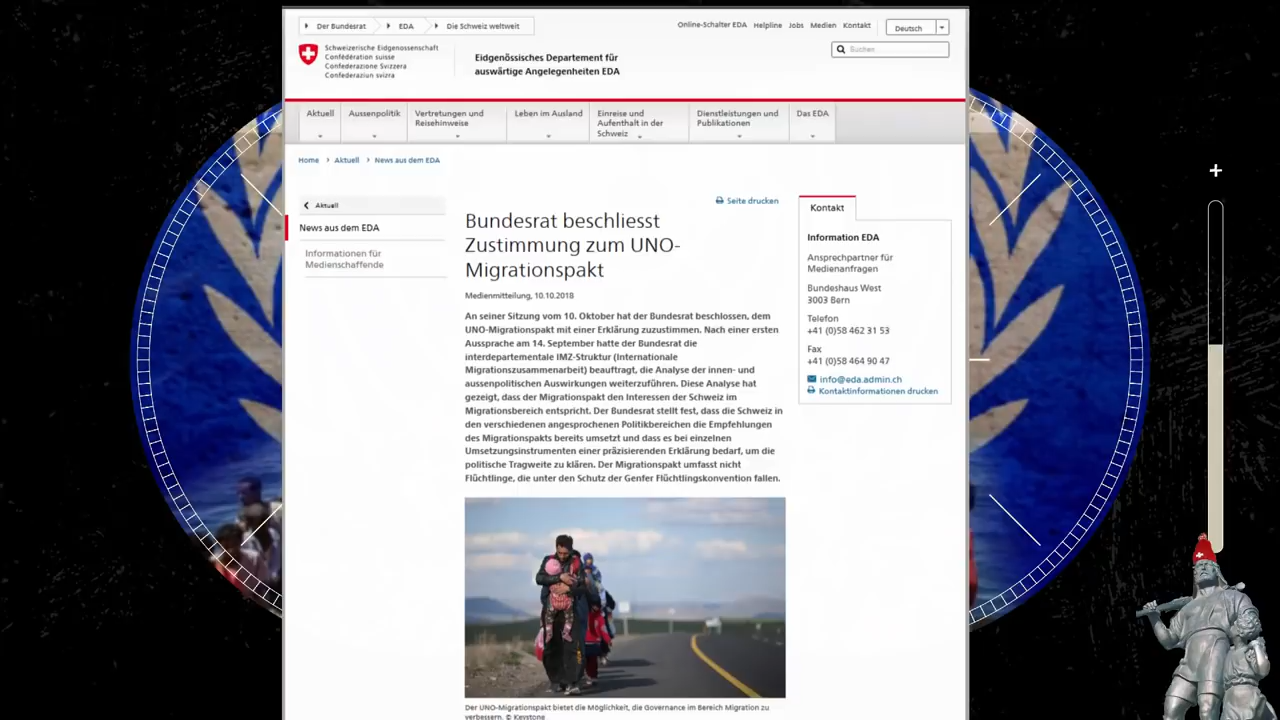 Der Bundesrat
EDA
Die Schweiz weltweit
Online-Schalter EDA
Helpline
Jobs
Medien
Kontakt
Deutsch
Schweizerische Eidgenossenschaft
Confédération suisse
Confederazione Svizzera
Confederaziun svizra
Eidgenössisches Departement für
auswärtige Angelegenheiten EDA
Suchen
Aktuell
Aussenpolitik
Vertretungen und
Reisehinweise
Leben im Ausland
Einreise und
Aufenthalt in der
Schweiz
Dienstleistungen und
Publikationen
Das EDA
Home
Aktuell
News aus dem EDA
Aktuell
News aus dem EDA
Informationen für
Medienschaffende
Seite drucken
Bundesrat beschliesst
Zustimmung zum UNO-
Migrationspakt
Medienmitteilung, 10.10.2018
An seiner Sitzung vom 10. Oktober hat der Bundesrat beschlossen, dem
UNO-Migrationspakt mit einer Erklärung zuzustimmen. Nach einer ersten
Aussprache am 14. September hatte der Bundesrat die
interdepartementale IMZ-Struktur (Internationale
Migrationszusammenarbeit) beauftragt, die Analyse der innen- und
aussenpolitischen Auswirkungen weiterzuführen. Diese Analyse hat
gezeigt, dass der Migrationspakt den Interessen der Schweiz im
Migrationsbereich entspricht. Der Bundesrat stellt fest, dass die Schweiz in
den verschiedenen angesprochenen Politikbereichen die Empfehlungen
des Migrationspakts bereits umsetzt und dass es bei einzelnen
Umsetzungsinstrumenten einer präzisierenden Erklärung bedarf, um die
politische Tragweite zu klären. Der Migrationspakt umfasst nicht
Flüchtlinge, die unter den Schutz der Genfer Flüchtlingskonvention fallen.
Der UNO-Migrationspakt bietet die Möglichkeit, die Governance im Bereich Migration zu
verbessern. © Keystone
Kontakt
Information EDA
Ansprechpartner für
Medienanfragen
Bundeshaus West
3003 Bern
Telefon
+41 (0)58 462 31 53
Fax
+41 (0)58 464 90 47
info@eda.admin.ch
Kontaktinformationen drucken